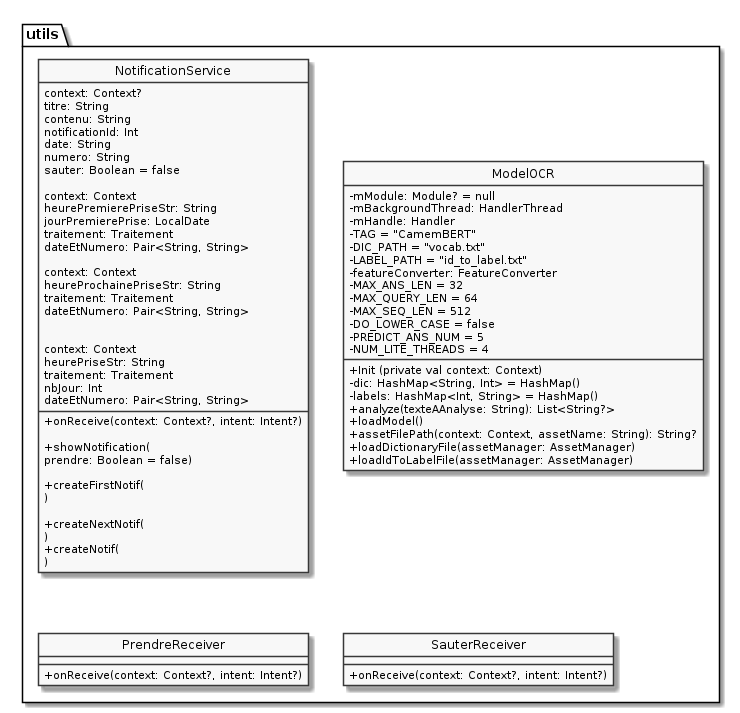 utils
NotificationService
context: Context?
titre: String
contenu: String
notificationId: Int
date: String
numero: String
sauter: Boolean = false
context: Context
heurePremierePriseStr: String
jourPremierePrise: LocalDate
traitement: Traitement
dateEtNumero: Pair<String, String>
context: Context
heureProchainePriseStr: String
traitement: Traitement
dateEtNumero: Pair<String, String>
context: Context
heurePriseStr: String
traitement: Traitement
nbJour: Int
dateEtNumero: Pair<String, String>
+onReceive(context: Context?, intent: Intent?)
+showNotification(
prendre: Boolean = false)
+createFirstNotif(
)
+createNextNotif(
)
+createNotif(
)
ModelOCR
-mModule: Module? = null
-mBackgroundThread: HandlerThread
-mHandle: Handler
-TAG = "CamemBERT"
-DIC_PATH = "vocab.txt"
-LABEL_PATH = "id_to_label.txt"
-featureConverter: FeatureConverter
-MAX_ANS_LEN = 32
-MAX_QUERY_LEN = 64
-MAX_SEQ_LEN = 512
-DO_LOWER_CASE = false
-PREDICT_ANS_NUM = 5
-NUM_LITE_THREADS = 4
+Init (private val context: Context)
-dic: HashMap<String, Int> = HashMap()
-labels: HashMap<Int, String> = HashMap()
+analyze(texteAAnalyse: String): List<String?>
+loadModel()
+assetFilePath(context: Context, assetName: String): String?
+loadDictionaryFile(assetManager: AssetManager)
+loadIdToLabelFile(assetManager: AssetManager)
PrendreReceiver
+onReceive(context: Context?, intent: Intent?)
SauterReceiver
+onReceive(context: Context?, intent: Intent?)